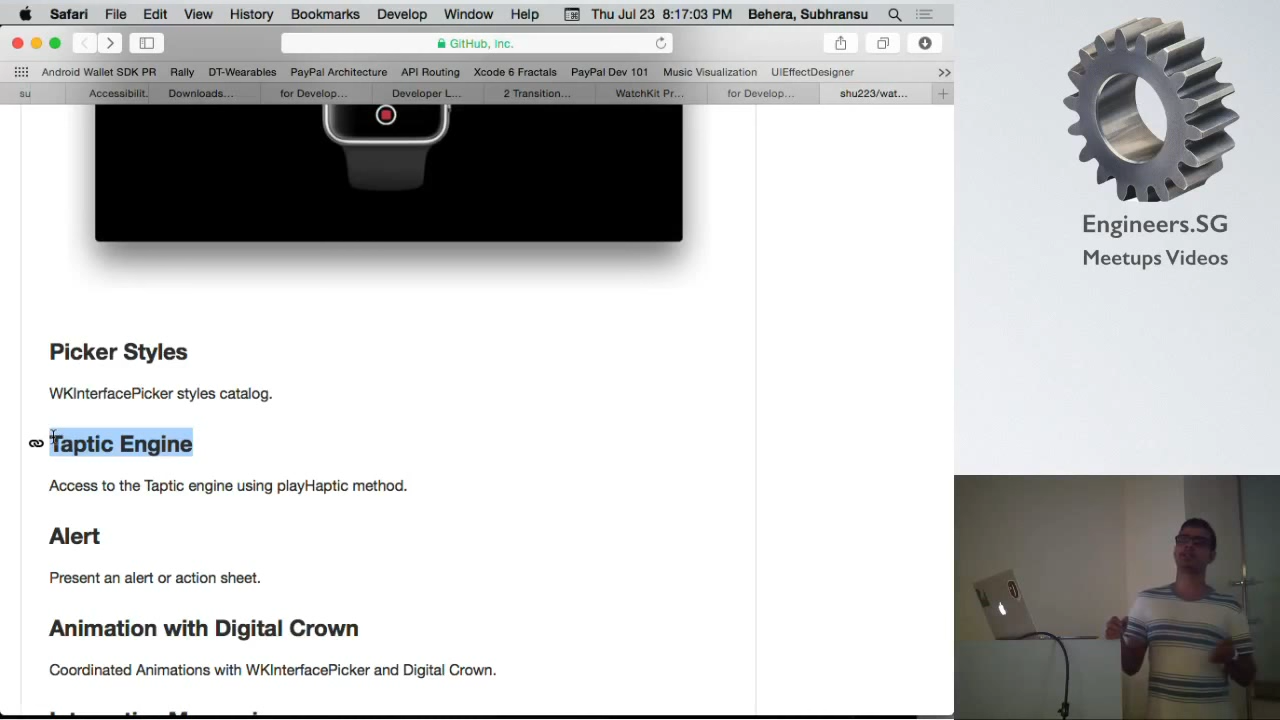 Safari File Edit View History Bookmarks Develop Window Help Thu Jul 23 8:17:03 PM Behera, Subhransu
GitHub, Inc.
Android Wallet SDK PR Rally DT-Wearables PayPal Architecture API Routing Xcode 6 Fractals PayPal Dev 101 Music Visualization UIEffectDesigner >>
su Accessibilit. Downloads... for Develop... Developer L... 2 Transition... WatchKit Pr... for Develop... shu223/wat... +
Engineers.SG
Meetups Videos
Picker Styles
WKInterfacePicker styles catalog.
Taptic Engine
Access to the Taptic engine using playHaptic method.
Alert
Present an alert or action sheet.
Animation with Digital Crown
Coordinated Animations with WKInterfacePicker and Digital Crown.